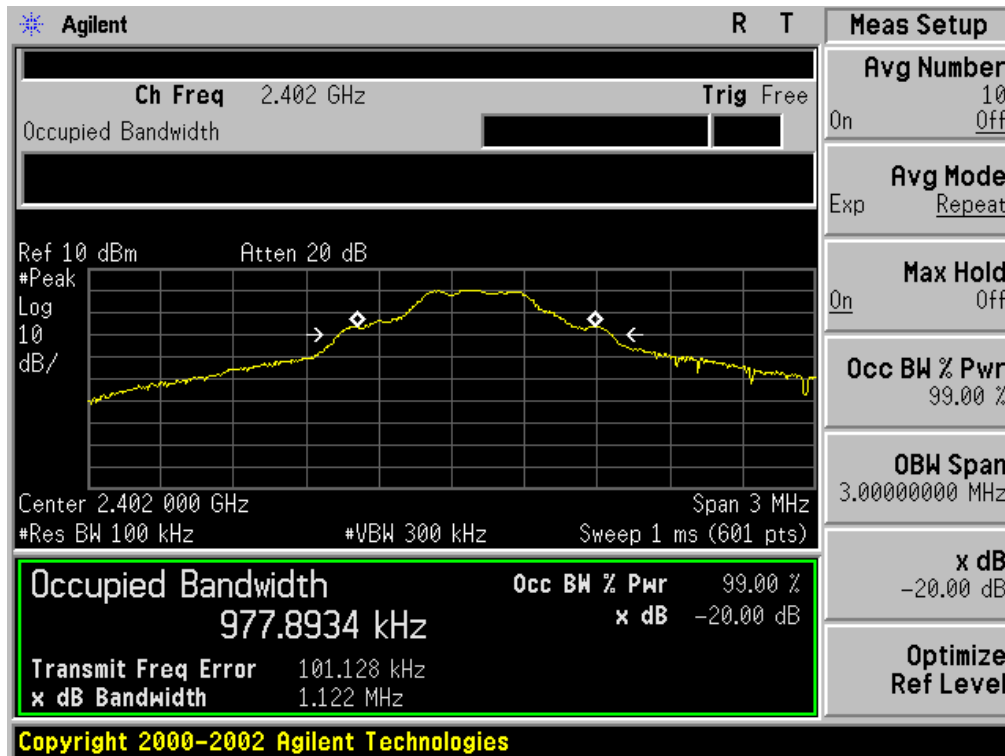 Agilent R T
Ch Freq 2.402 GHz Trig Free
Occupied Bandwidth
Ref 10 dBm Atten 20 dB
#Peak
Log
10
dB/
Center 2.402 000 GHz Span 3 MHz
#Res BW 100 kHz #VBW 300 kHz Sweep 1 ms (601 pts)
Occupied Bandwidth Occ BW % Pwr 99.00 %
977.8934 kHz x dB -20.00 dB
Transmit Freq Error 101.128 kHz
x dB Bandwidth 1.122 MHz
Copyright 2000-2002 Agilent Technologies
Meas Setup
Avg Number
10
On Off
Avg Mode
Exp Repeat
Max Hold
On Off
Occ BW % Pwr
99.00 %
OBW Span
3.00000000 MHz
x dB
-20.00 dB
Optimize
Ref Level